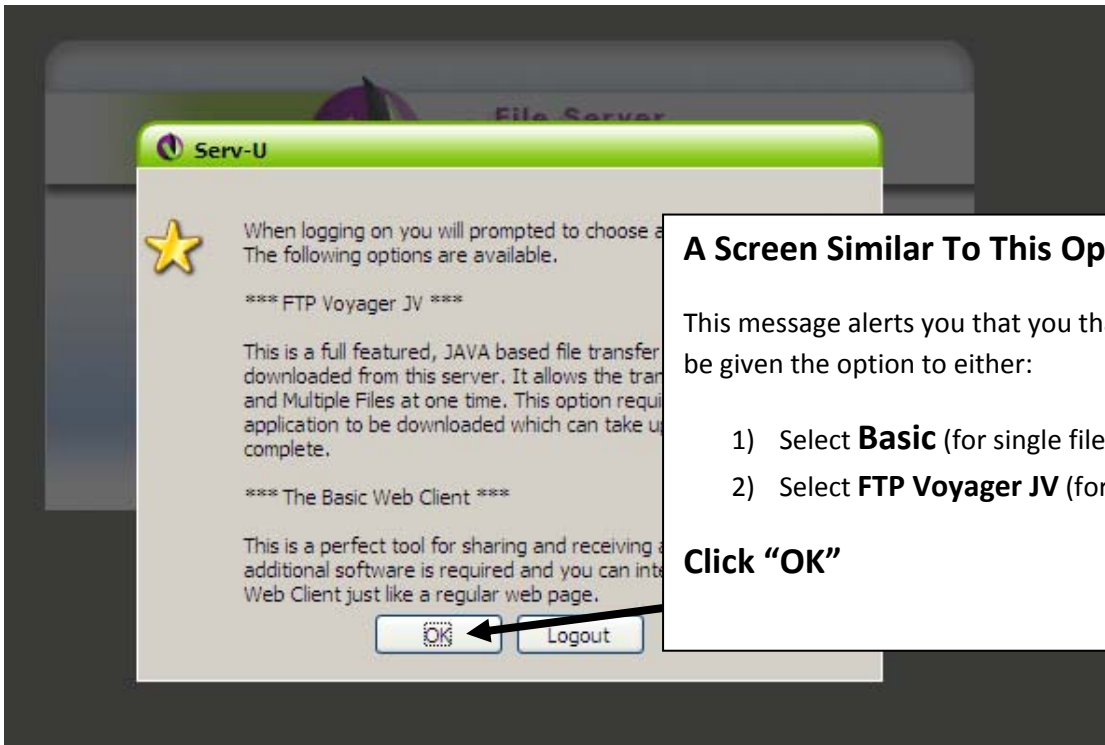 File Server
Serv-U
When logging on you will prompted to choose a
The following options are available.
*** FTP Voyager JV ***
This is a full featured, JAVA based file transfer
downloaded from this server. It allows the tran
and Multiple Files at one time. This option requi
application to be downloaded which can take up
complete.
*** The Basic Web Client ***
This is a perfect tool for sharing and receiving a
additional software is required and you can inte
Web Client just like a regular web page.
OK
Logout
A Screen Similar To This Op
This message alerts you that you tha
be given the option to either:
1) Select Basic (for single file
2) Select FTP Voyager JV (for
Click “OK”